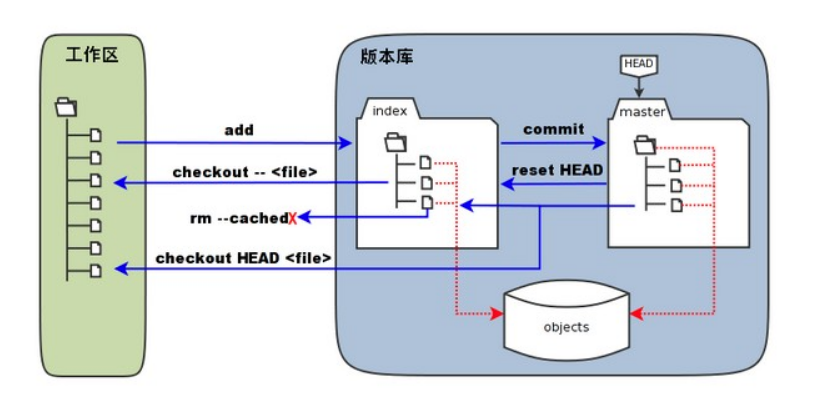 工作区
版本库
HEAD
index
master
add
commit
checkout -- <file>
reset HEAD
rm --cachedX
checkout HEAD <file>
objects